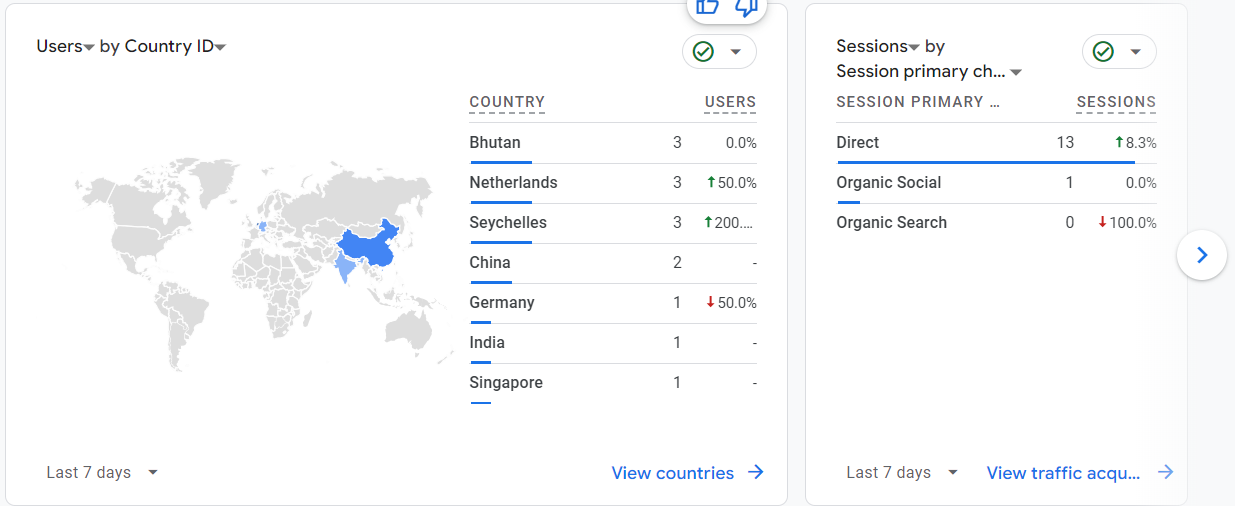 Users by Country ID
COUNTRY USERS
Bhutan 3 0.0%
Netherlands 3 50.0%
Seychelles 3 200....
China 2 -
Germany 1 50.0%
India 1 -
Singapore 1 -
Last 7 days View countries
Sessions by
Session primary ch...
SESSION PRIMARY ... SESSIONS
Direct 13 8.3%
Organic Social 1 0.0%
Organic Search 0 100.0%
Last 7 days View traffic acqu...